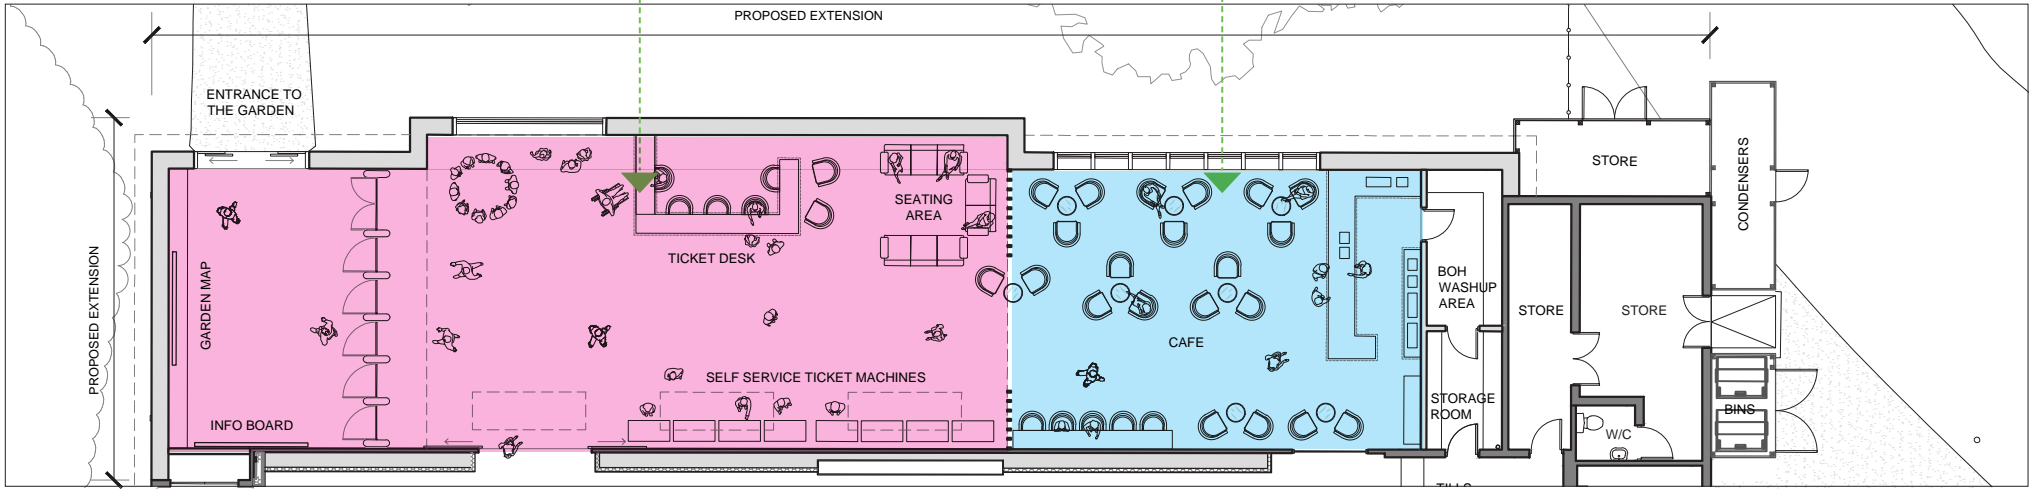 PROPOSED EXTENSION
ENTRANCE TO
THE GARDEN
PROPOSED EXTENSION
GARDEN MAP
INFO BOARD
TICKET DESK
SEATING
AREA
SELF SERVICE TICKET MACHINES
CAFE
BOH
WASHUP
AREA
STORAGE
ROOM
STORE
STORE
STORE
W/C
CONDENSERS
BINS
TILLS